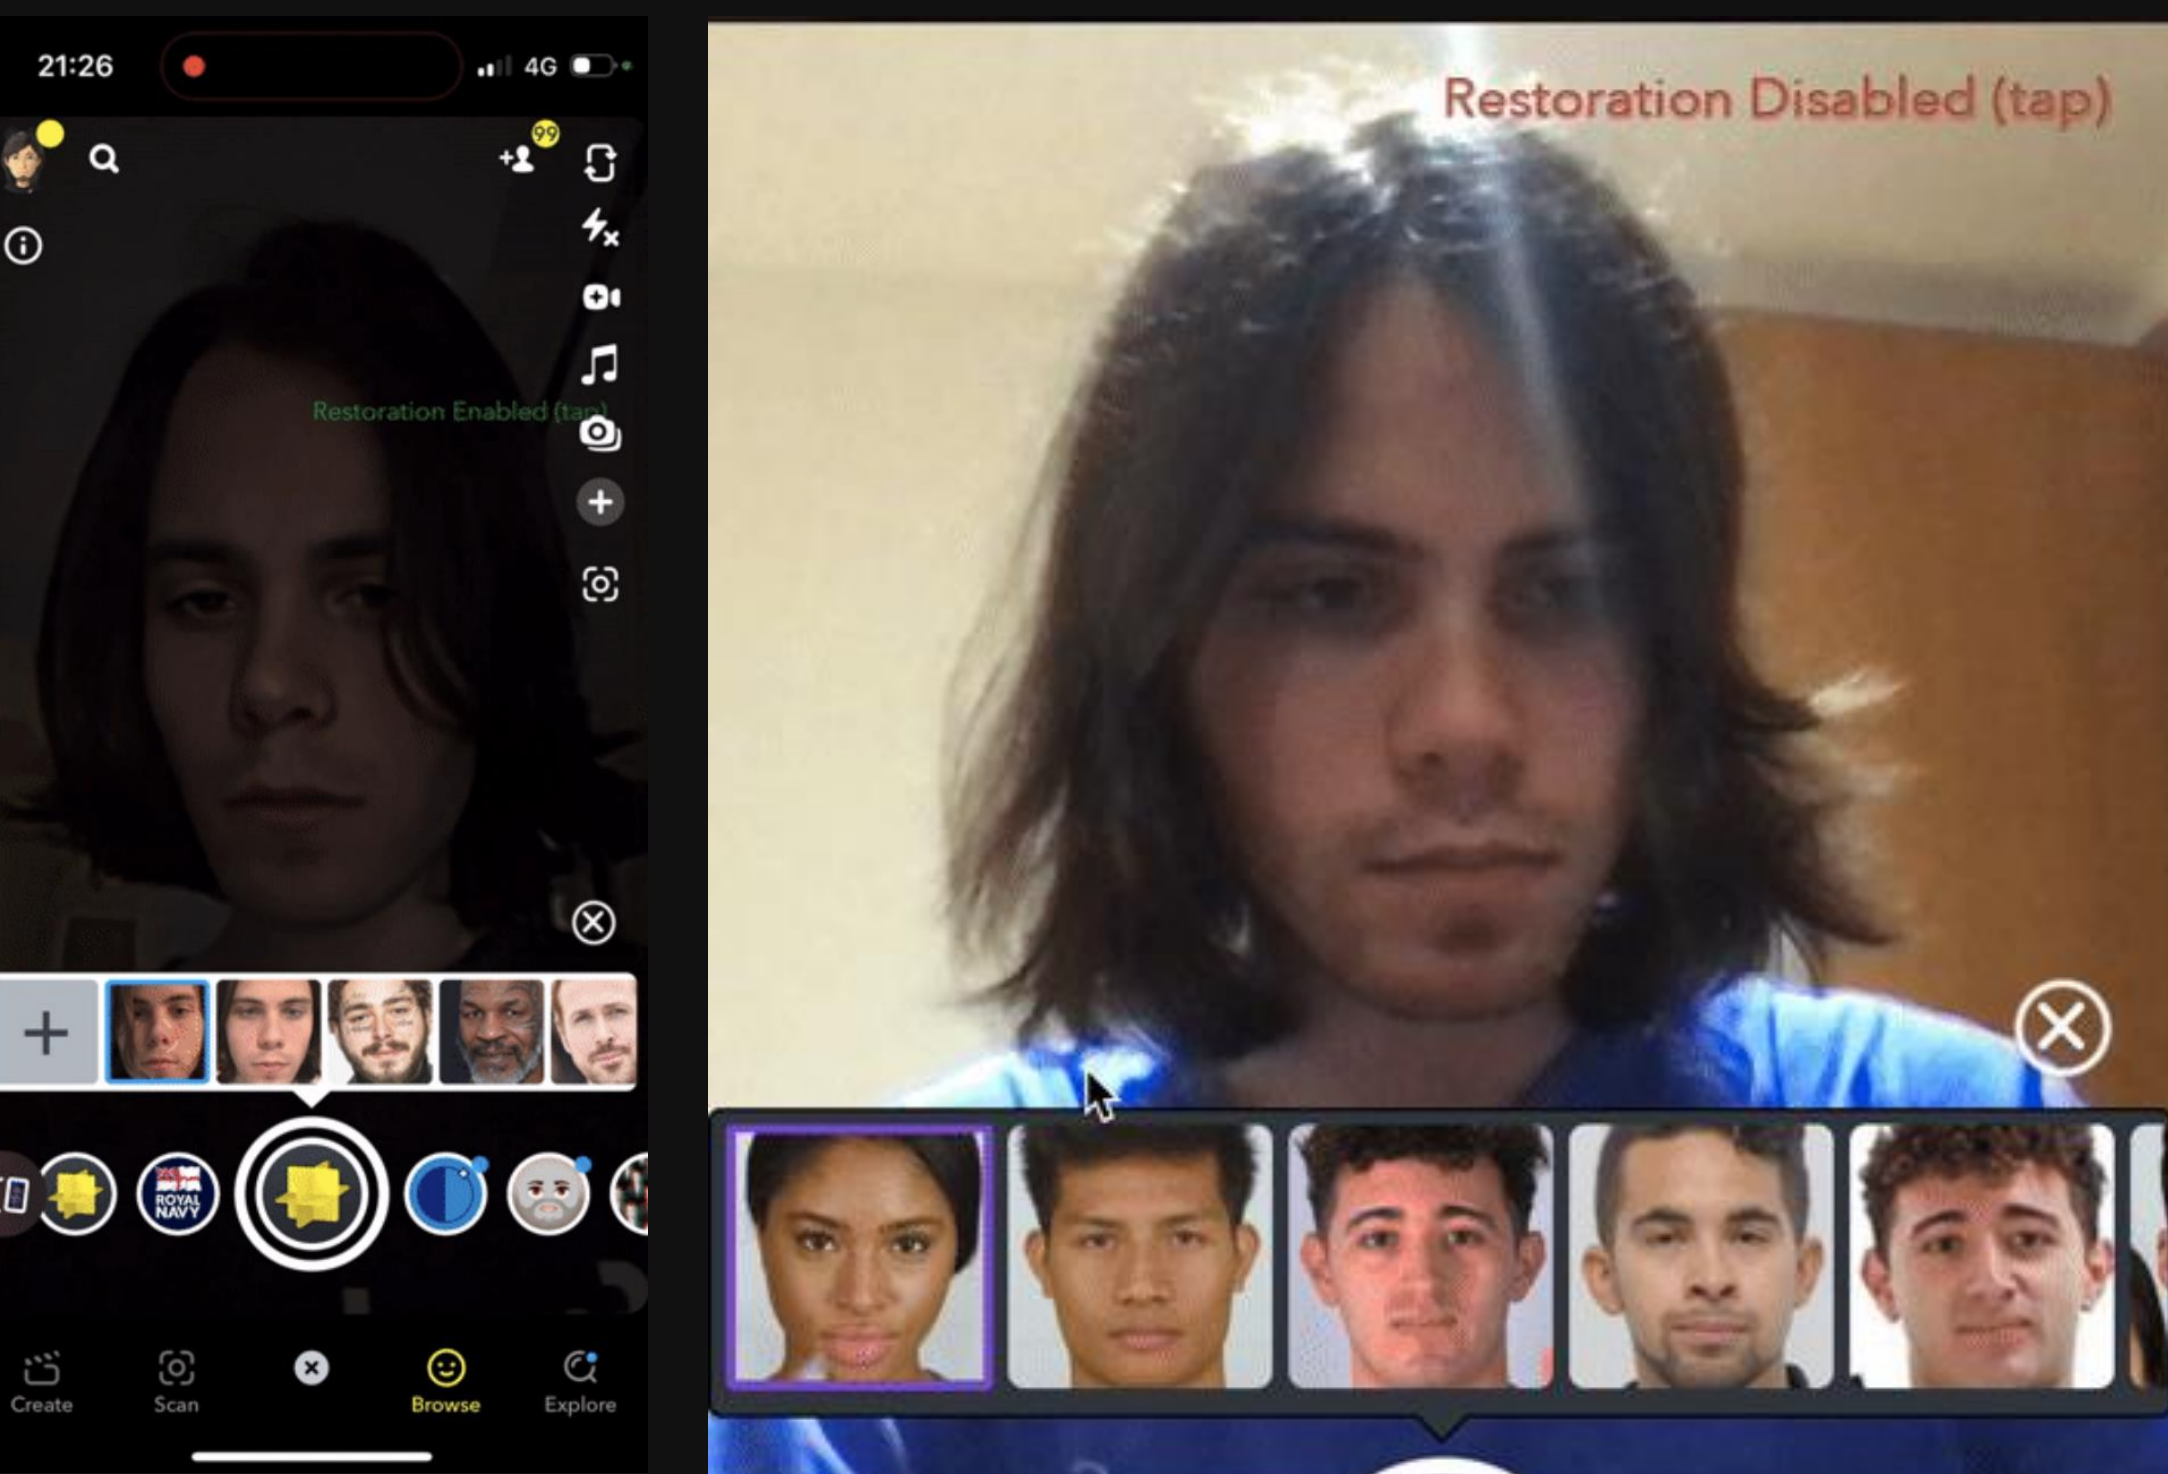 21:26
4G
99
Restoration Enabled (tap)
ROYAL
NAVY
Create
Scan
Browse
Explore
Restoration Disabled (tap)